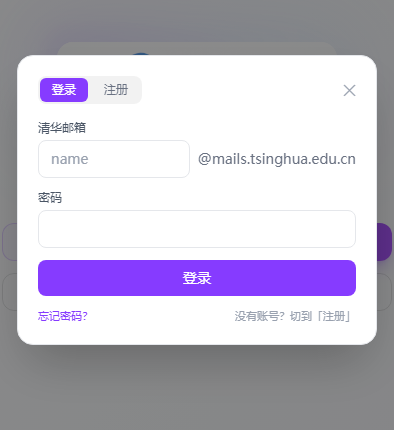 登录 注册
清华邮箱
name @mails.tsinghua.edu.cn
密码
登录
忘记密码? 没有账号? 切到「注册」